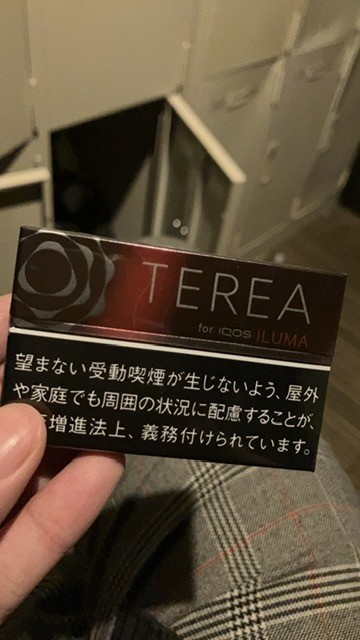 TEREA
for IQOS ILUMA
望まない受動喫煙が生じないよう、屋外
や家庭でも周囲の状況に配慮することが、
増進法上、義務付けられています。